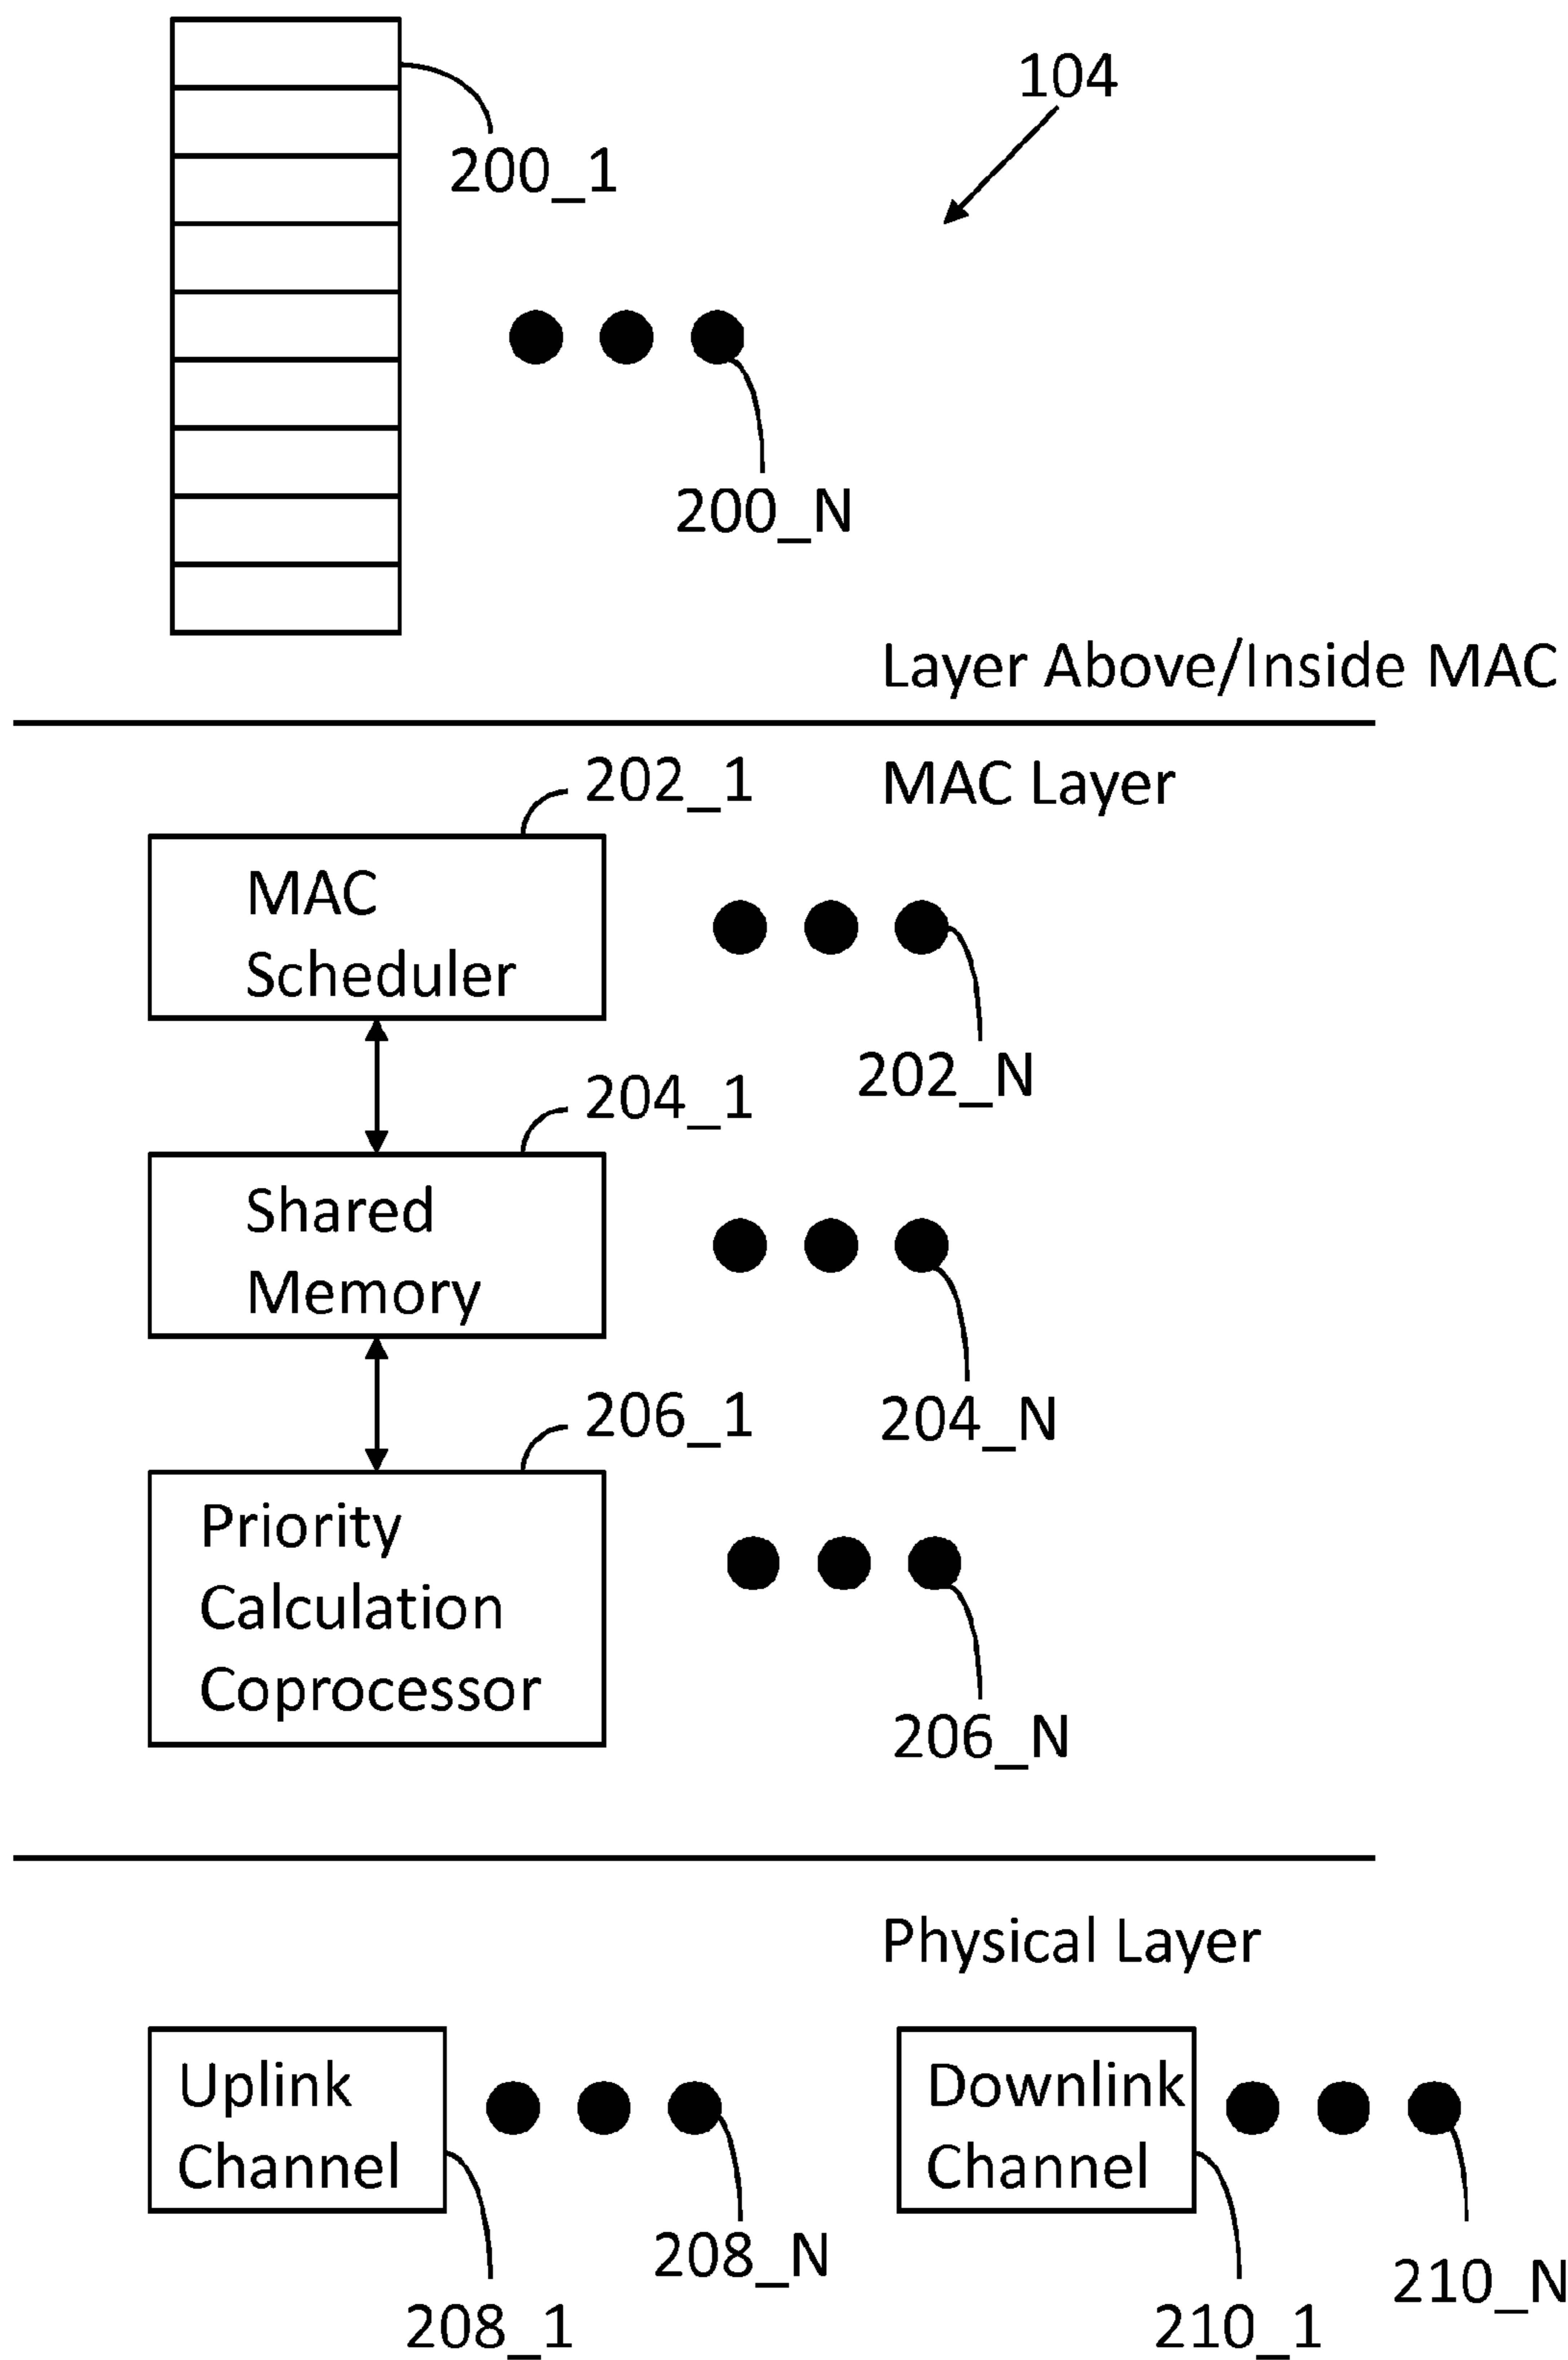 104
200_1
200_N
Layer Above/Inside MAC
MAC Layer
202_1
MAC
Scheduler
202_N
204_1
Shared
Memory
204_N
206_1
Priority
Calculation
Coprocessor
206_N
Physical Layer
Uplink
Channel
Downlink
Channel
208_N
210_N
208_1
210_1